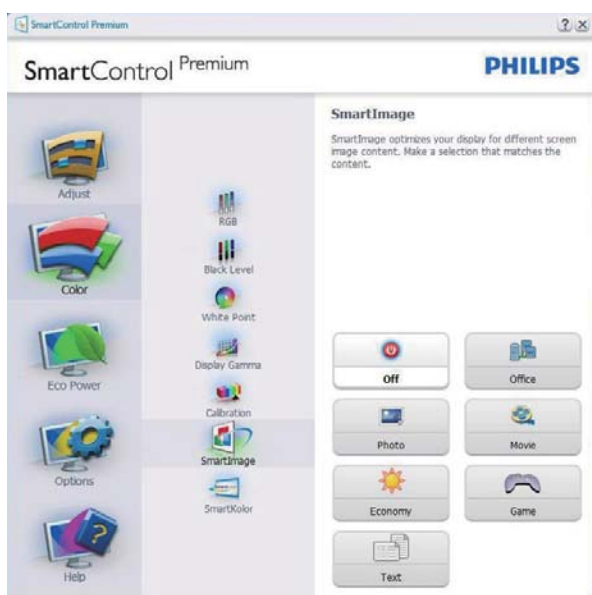 SmartControl Premium
SmartControl Premium
PHILIPS
Adjust
Color
Eco Power
Options
Help
RGB
Black Level
White Point
Display Gamma
Calibration
SmartImage
SmartKolor
SmartImage
SmartImage optimizes your display for different screen
image content. Make a selection that matches the
content.
Off
Office
Photo
Movie
Economy
Game
Text